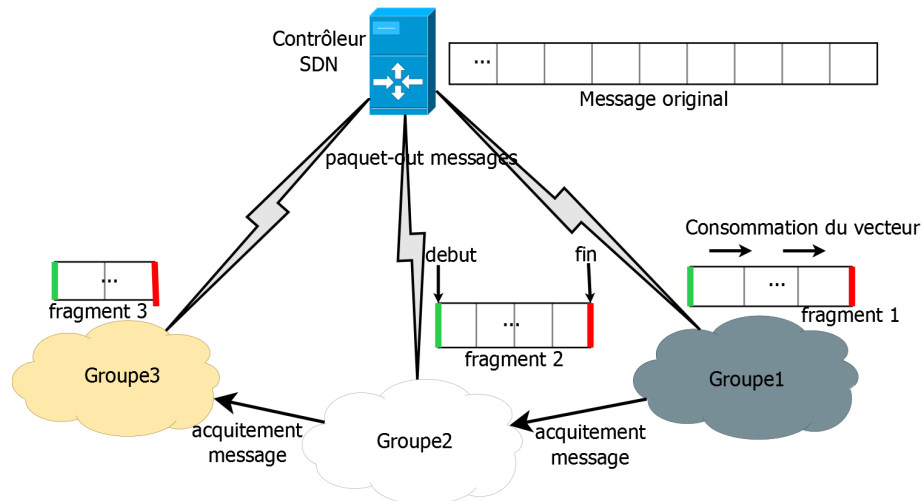 Contrôleur
SDN
...
Message original
paquet-out messages
Consommation du vecteur
debut
fin
...
fragment 3
...
fragment 2
...
fragment 1
Groupe3
Groupe2
Groupe1
acquitement
message
acquitement
message